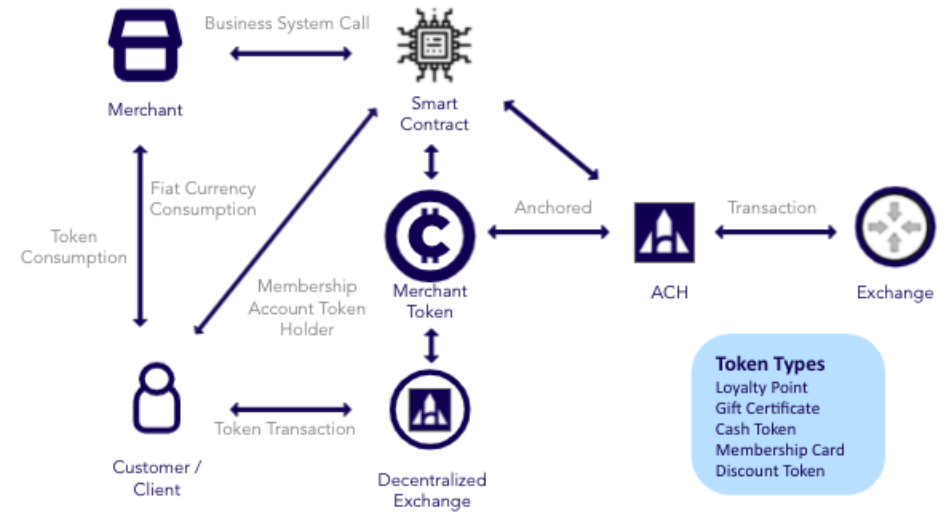 Business System Call
Merchant
Smart
Contract
Fiat Currency
Consumption
Token
Consumption
Anchored
Transaction
Membership
Account Token
Holder
Merchant
Token
ACH
Exchange
Token Transaction
Customer /
Client
Decentralized
Exchange
Token Types
Loyalty Point
Gift Certificate
Cash Token
Membership Card
Discount Token